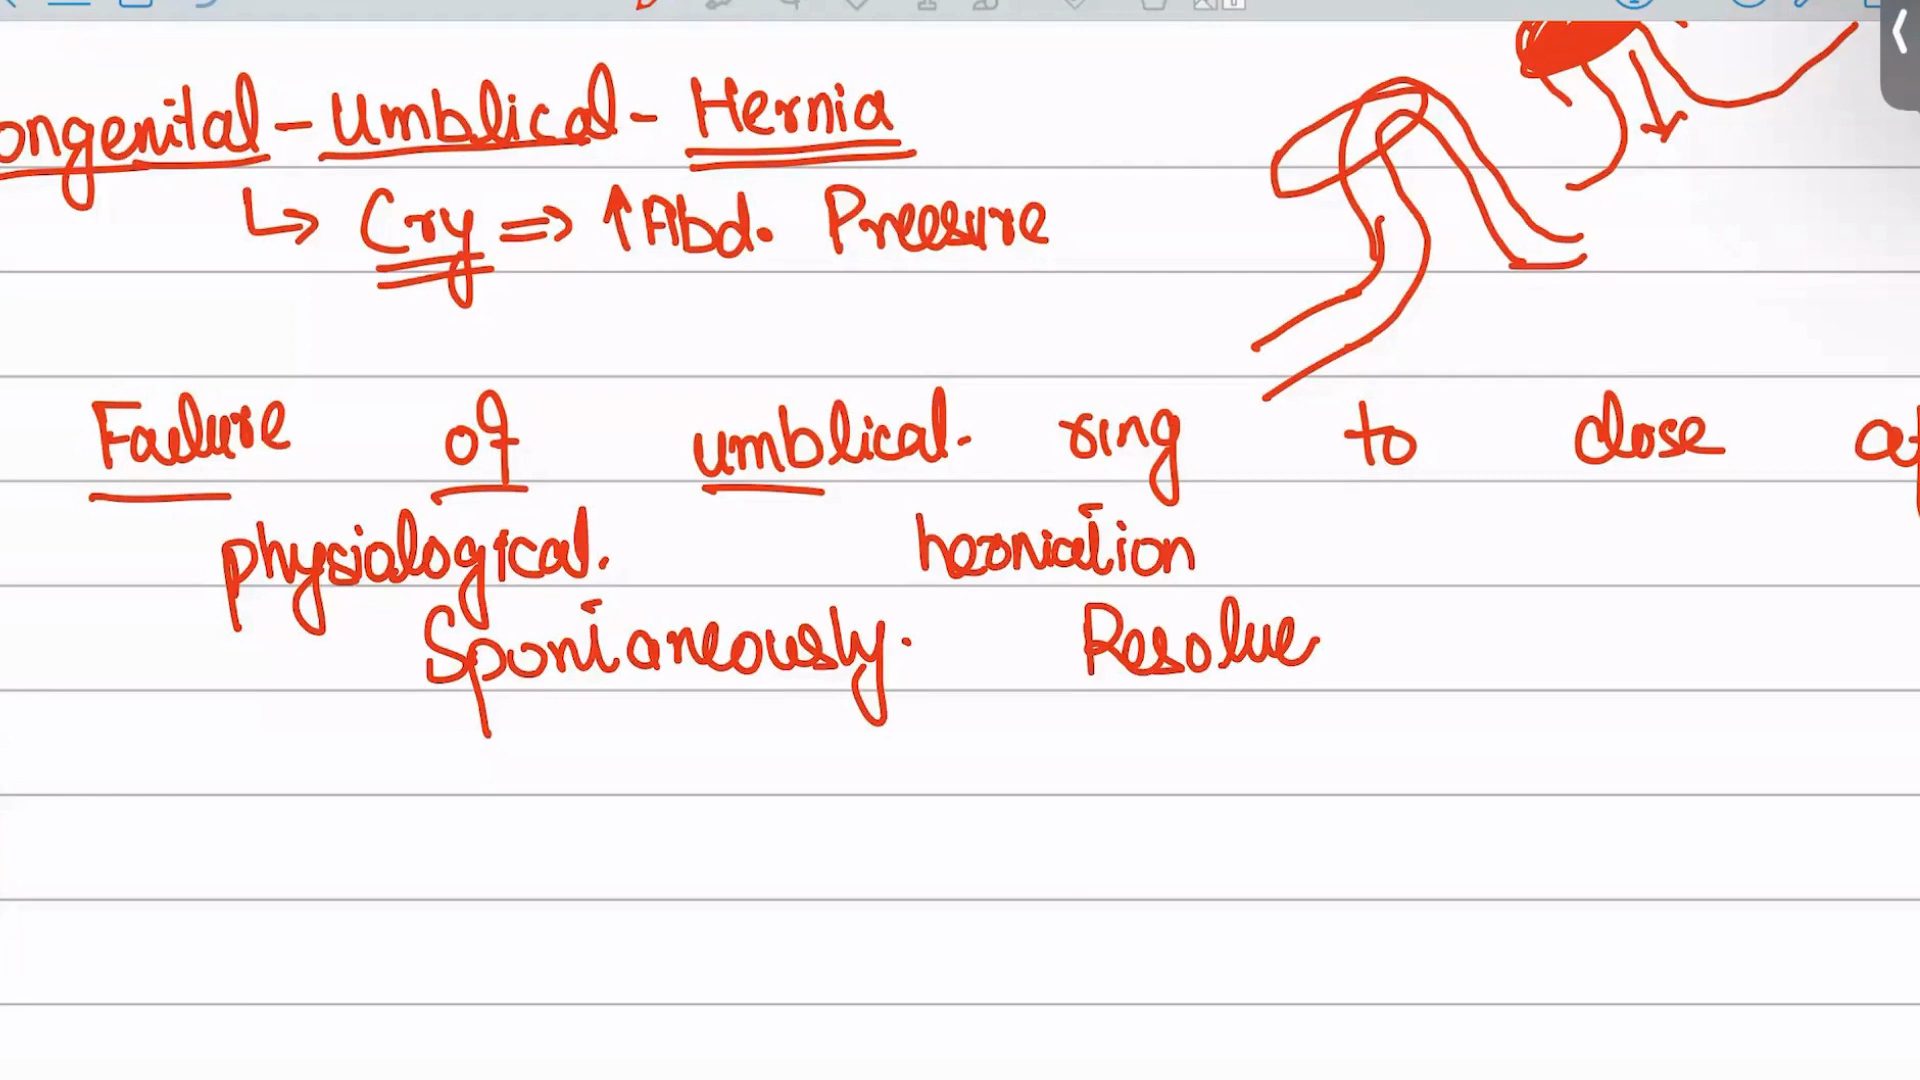 ongenital - Umblical - Hernia
↳ Cry ⇒ ↑ Abd. Pressure
Failure of umblical. ring to close
physiological. herniation
Spontaneously. Resolve